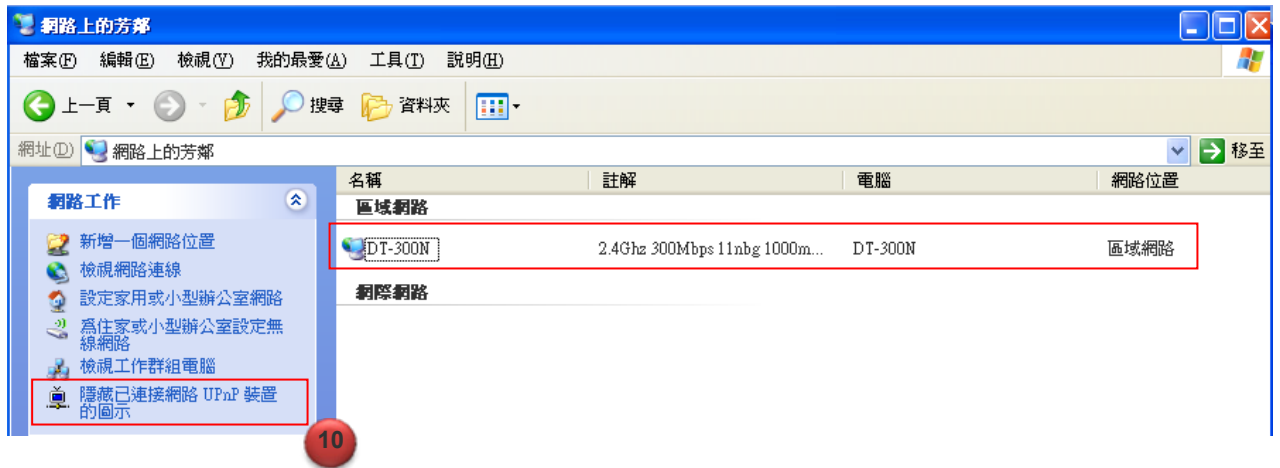 網路上的芳鄰
檔案(F) 編輯(E) 檢視(V) 我的最愛(A) 工具(T) 說明(H)
上一頁 搜尋 資料夾
網址(D) 網路上的芳鄰 移至
網路工作
新增一個網路位置
檢視網路連線
設定家用或小型辦公室網路
為住家或小型辦公室設定無
線網路
檢視工作群組電腦
隱藏已連接網路 UPnP 裝置
的圖示
名稱 註解 電腦 網路位置
區域網路
DT-300N 2.4Ghz 300Mbps 11nbg 1000m... DT-300N 區域網路
網際網路
10